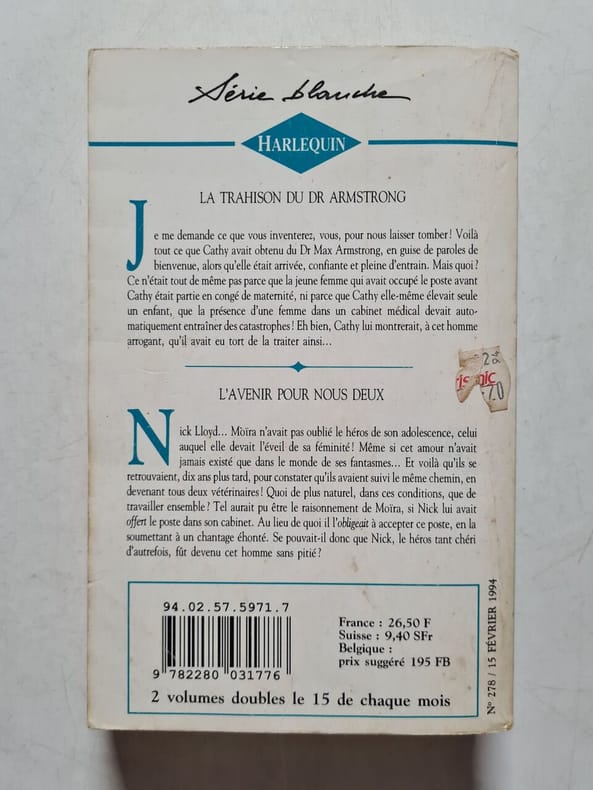 Série blanche
HARLEQUIN
LA TRAHISON DU DR ARMSTRONG
Je me demande ce que vous inventerez, vous, pour nous laisser tomber ! Voilà
tout ce que Cathy avait obtenu du Dr Max Armstrong, en guise de paroles de
bienvenue, alors qu'elle était arrivée, confiante et pleine d'entrain. Mais quoi ?
Ce n'était tout de même pas parce que la jeune femme qui avait occupé le poste avant
Cathy était partie en congé de maternité, ni parce que Cathy elle-même élevait seule
un enfant, que la présence d'une femme dans un cabinet médical devait auto-
matiquement entraîner des catastrophes ! Eh bien, Cathy lui montrerait, à cet homme
arrogant, qu'il avait eu tort de la traiter ainsi...
L'AVENIR POUR NOUS DEUX
Nick Lloyd... Moïra n'avait pas oublié le héros de son adolescence, celui
auquel elle devait l'éveil de sa féminité ! Même si cet amour n'avait
jamais existé que dans le monde de ses fantasmes... Et voilà qu'ils se
retrouvaient, dix ans plus tard, pour constater qu'ils avaient suivi le même chemin, en
devenant tous deux vétérinaires ! Quoi de plus naturel, dans ces conditions, que de
travailler ensemble ? Tel aurait pu être le raisonnement de Moïra, si Nick lui avait
offert le poste dans son cabinet. Au lieu de quoi il l'obligeait à accepter ce poste, en la
soumettant à un chantage éhonté. Se pouvait-il donc que Nick, le héros tant chéri
d'autrefois, fût devenu cet homme sans pitié ?
94.02.57.5971.7
9 782280 031776
France : 26,50 F
Suisse : 9,40 SFr
Belgique :
prix suggéré 195 FB
2 volumes doubles le 15 de chaque mois
N° 278 / 15 FÉVRIER 1994